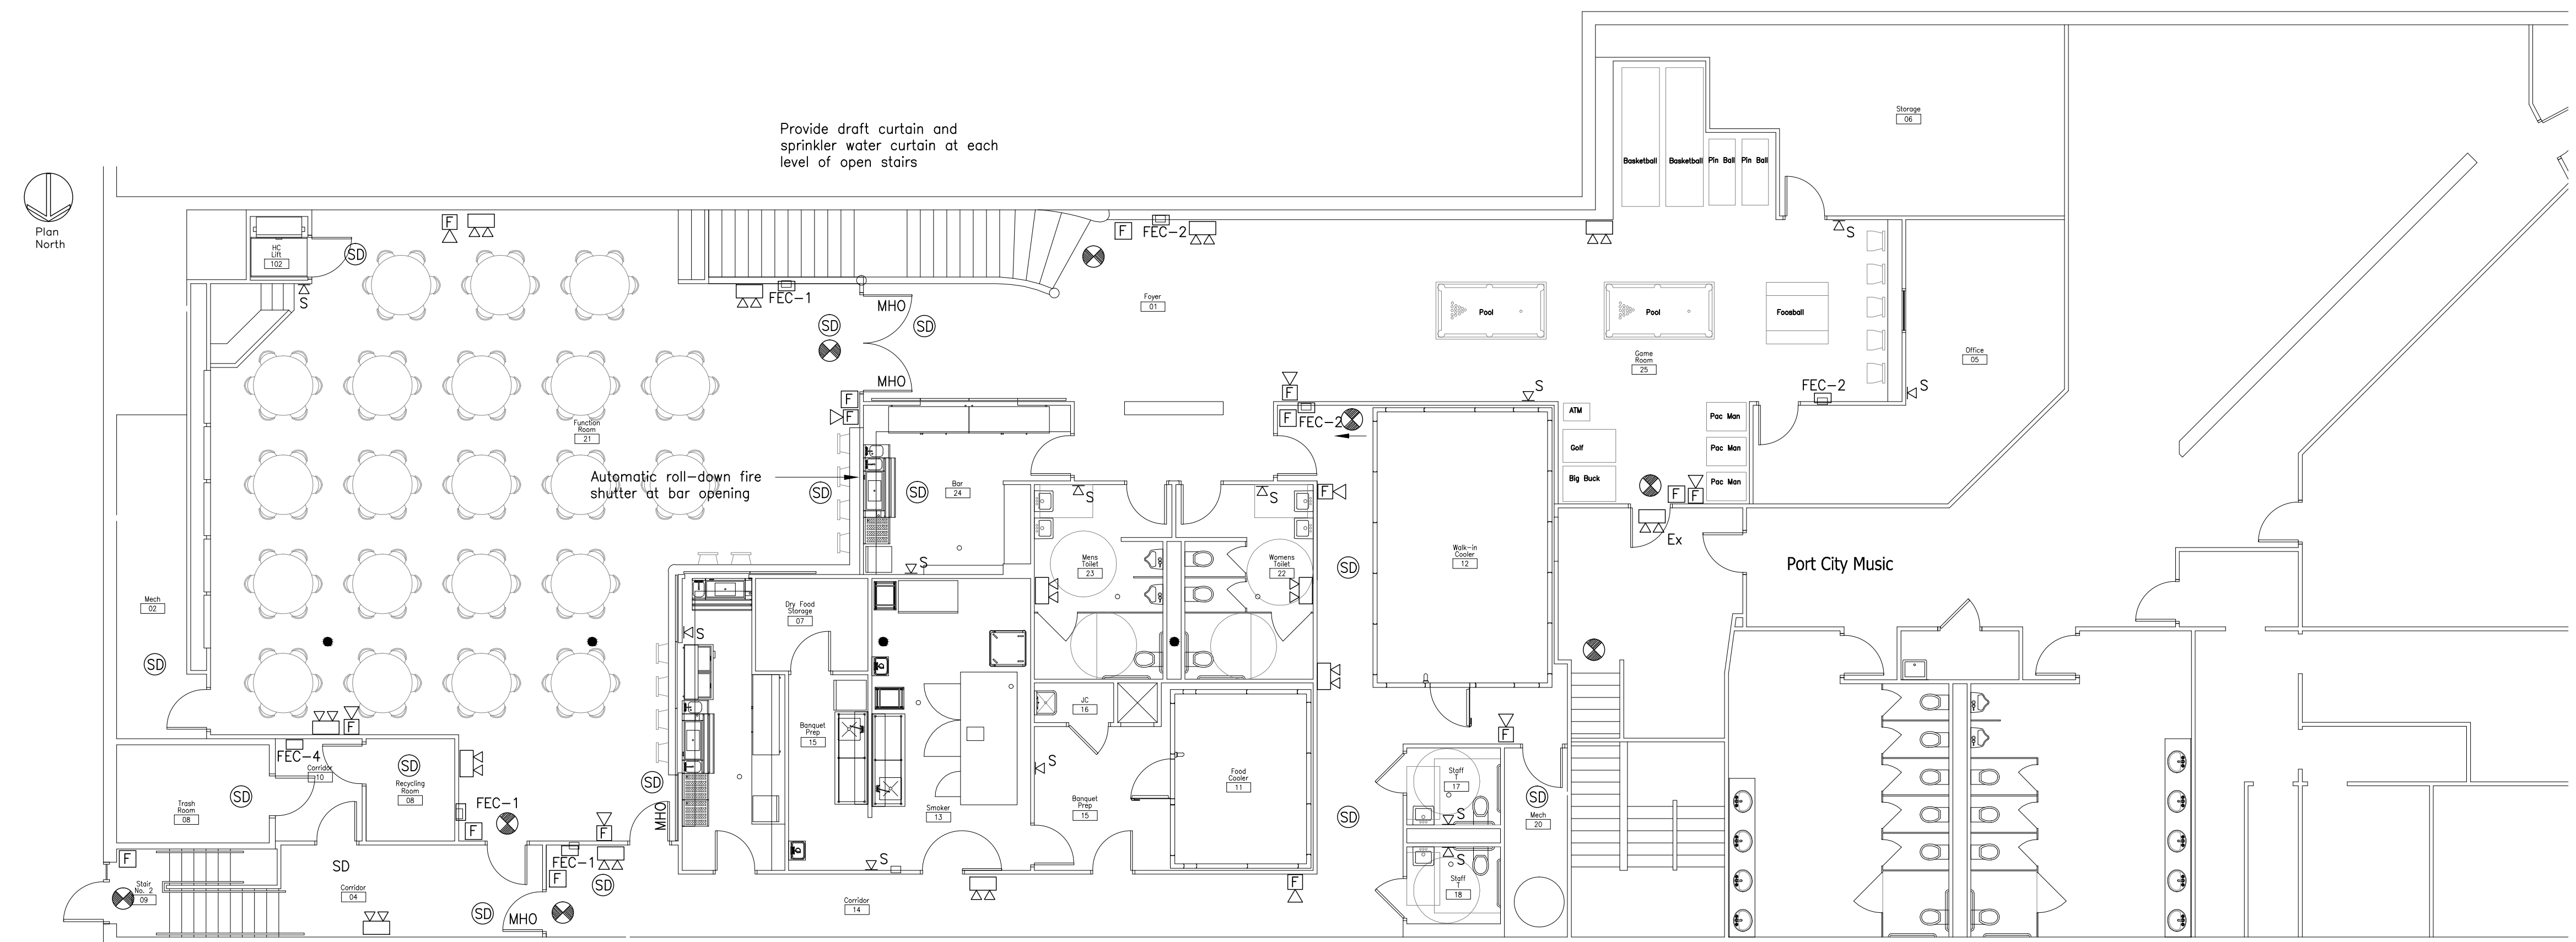 Provide draft curtain and
sprinkler water curtain at each
level of open stairs
Plan
North
Storage
06
Basketball
Basketball
Pin Ball
Pin Ball
HC
Lift
102
SD
F
F
FEC-2
S
S
FEC-1
MHO
Foyer
01
SD
SD
Pool
Pool
Foosball
Game
Room
25
Office
05
MHO
FEC-2
S
S
F
F
F
F
FEC-2
ATM
Pac Man
Golf
Pac Man
Big Buck
Pac Man
Function
Room
21
Automatic roll-down fire
shutter at bar opening
SD
SD
Bar
24
S
S
F
F
F
Ex
S
Mens
Toilet
23
Womens
Toilet
22
SD
Walk-in
Cooler
12
Port City Music
Mech
02
Dry Food
Storage
07
S
SD
JC
16
Banquet
Prep
15
F
F
FEC-4
Corridor
10
SD
Recycling
Room
08
SD
Trash
Room
08
SD
MHO
FEC-1
F
F
FEC-1
F
SD
Smoker
13
S
S
Banquet
Prep
15
Food
Cooler
11
SD
Staff
T
17
S
SD
Mech
20
S
Staff
T
18
F
Stair
No. 2
09
SD
Corridor
04
SD
MHO
Corridor
14
F